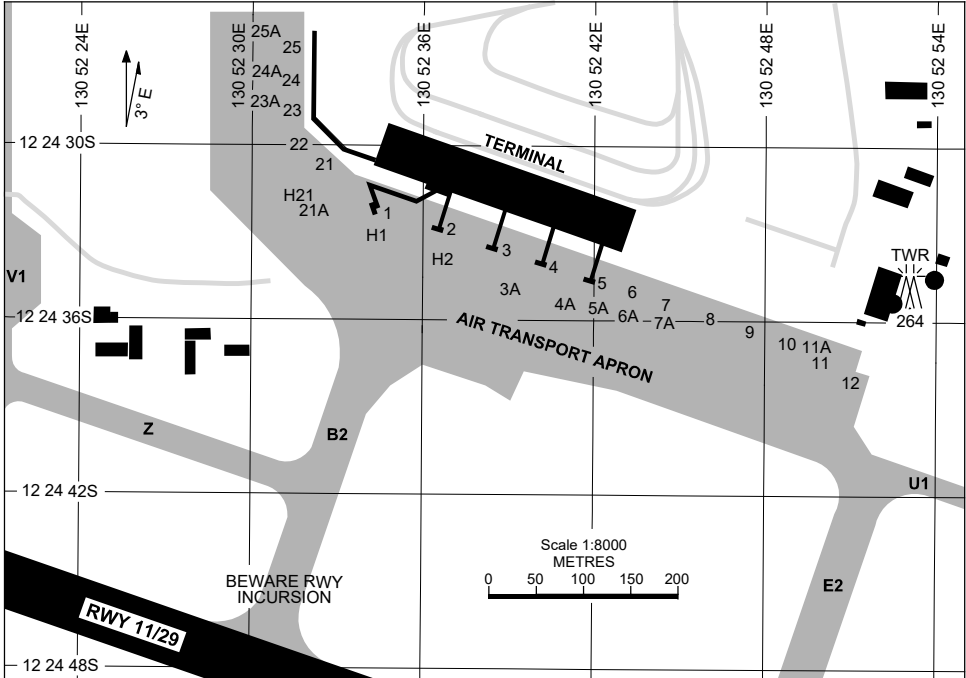 130 52 24E
130 52 30E
130 52 36E
130 52 42E
130 52 48E
130 52 54E
3° E
25A
25
24A
24
23A
23
12 24 30S
22
21
TERMINAL
H21
21A
1
H1
2
H2
3
4
5
TWR
264
V1
3A
4A
5A
6
6A
7
7A
8
9
10
11A
11
12
12 24 36S
AIR TRANSPORT APRON
Z
B2
12 24 42S
U1
Scale 1:8000
METRES
0 50 100 150 200
BEWARE RWY
INCURSION
E2
RWY 11/29
12 24 48S